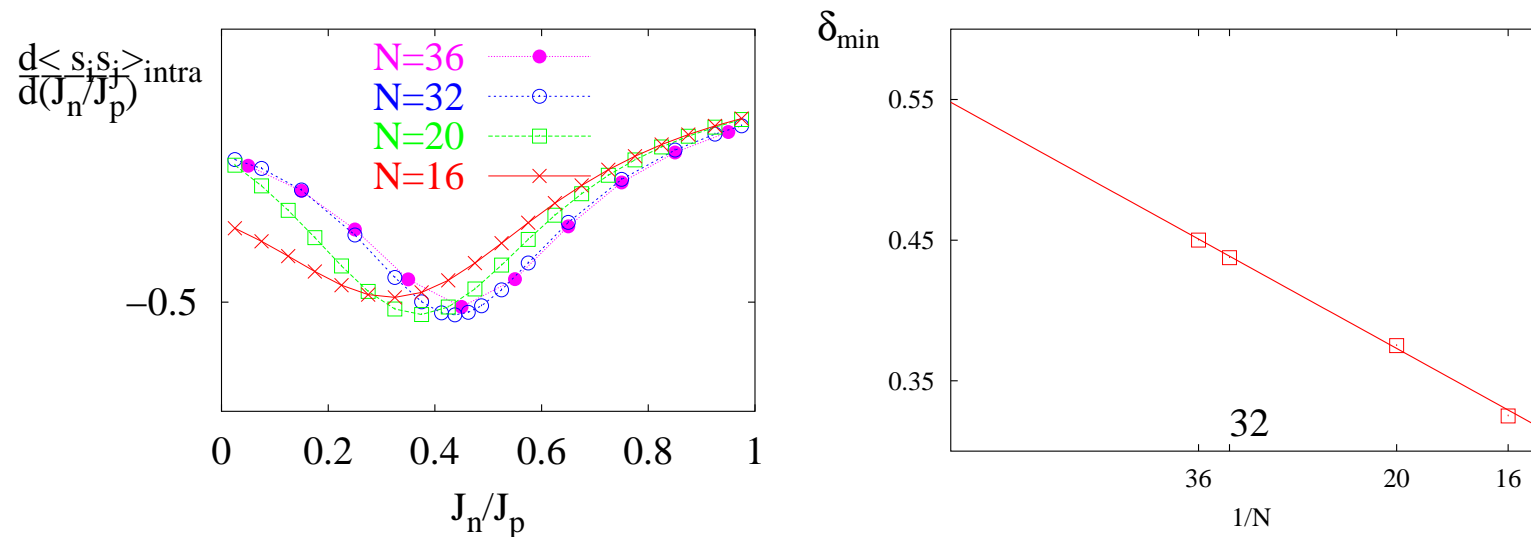 d< s_i s_j >_intra
d(J_n/J_p)
N=36
N=32
N=20
N=16
−0.5
0 0.2 0.4 0.6 0.8 1
J_n/J_p
δ_min
0.55
0.45
0.35
32
36 20 16
1/N